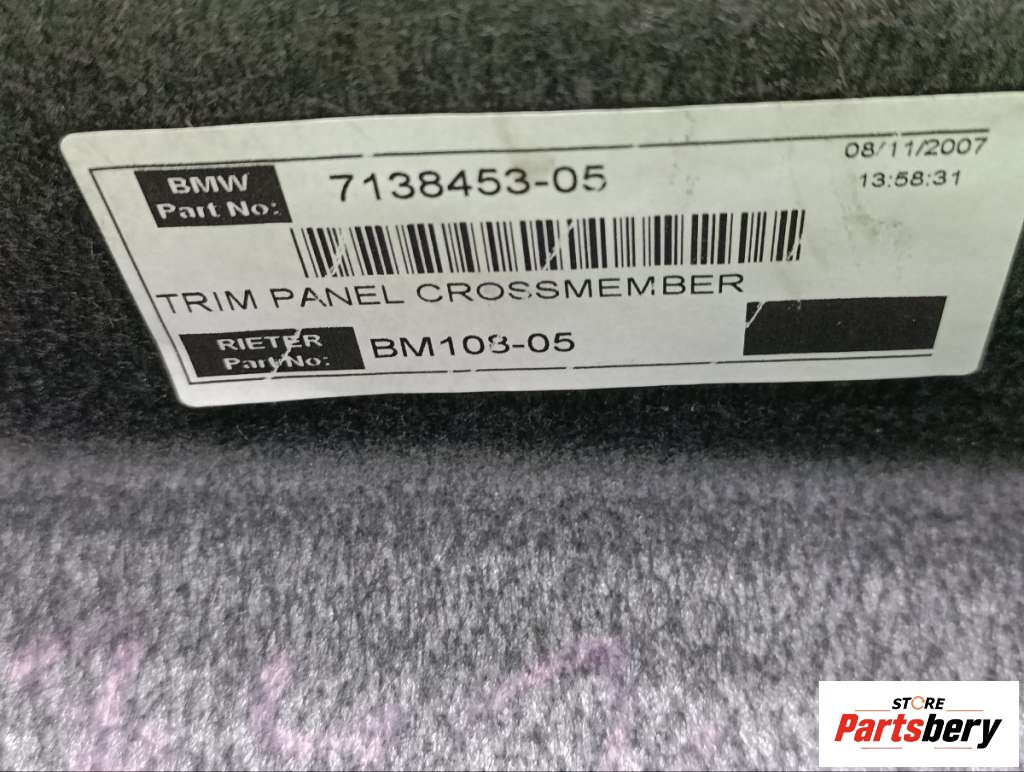 08/11/2007
BMW
Part No:
7138453-05
13:58:31
TRIM PANEL CROSSMEMBER
RIETER
Part No:
BM108-05
STORE
Partsbery